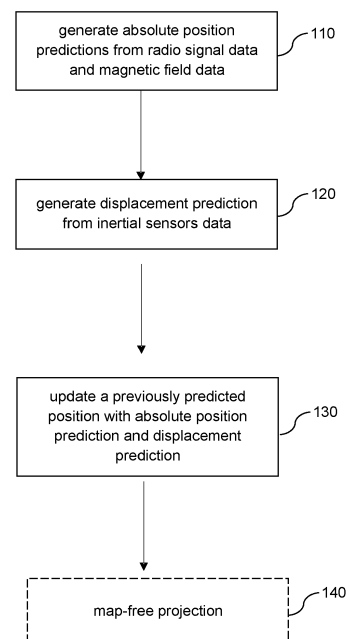 generate absolute position
predictions from radio signal data
and magnetic field data
110
generate displacement prediction
from inertial sensors data
120
update a previously predicted
position with absolute position
prediction and displacement
prediction
130
map-free projection
140